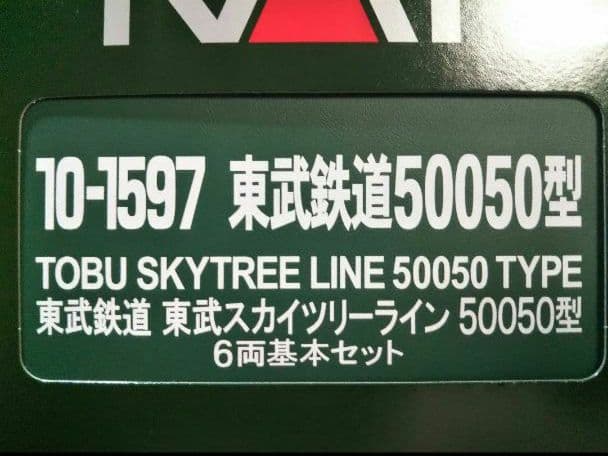 10-1597 東武鉄道50050型
TOBU SKYTREE LINE 50050 TYPE
東武鉄道 東武スカイツリーライン 50050型
6両基本セット